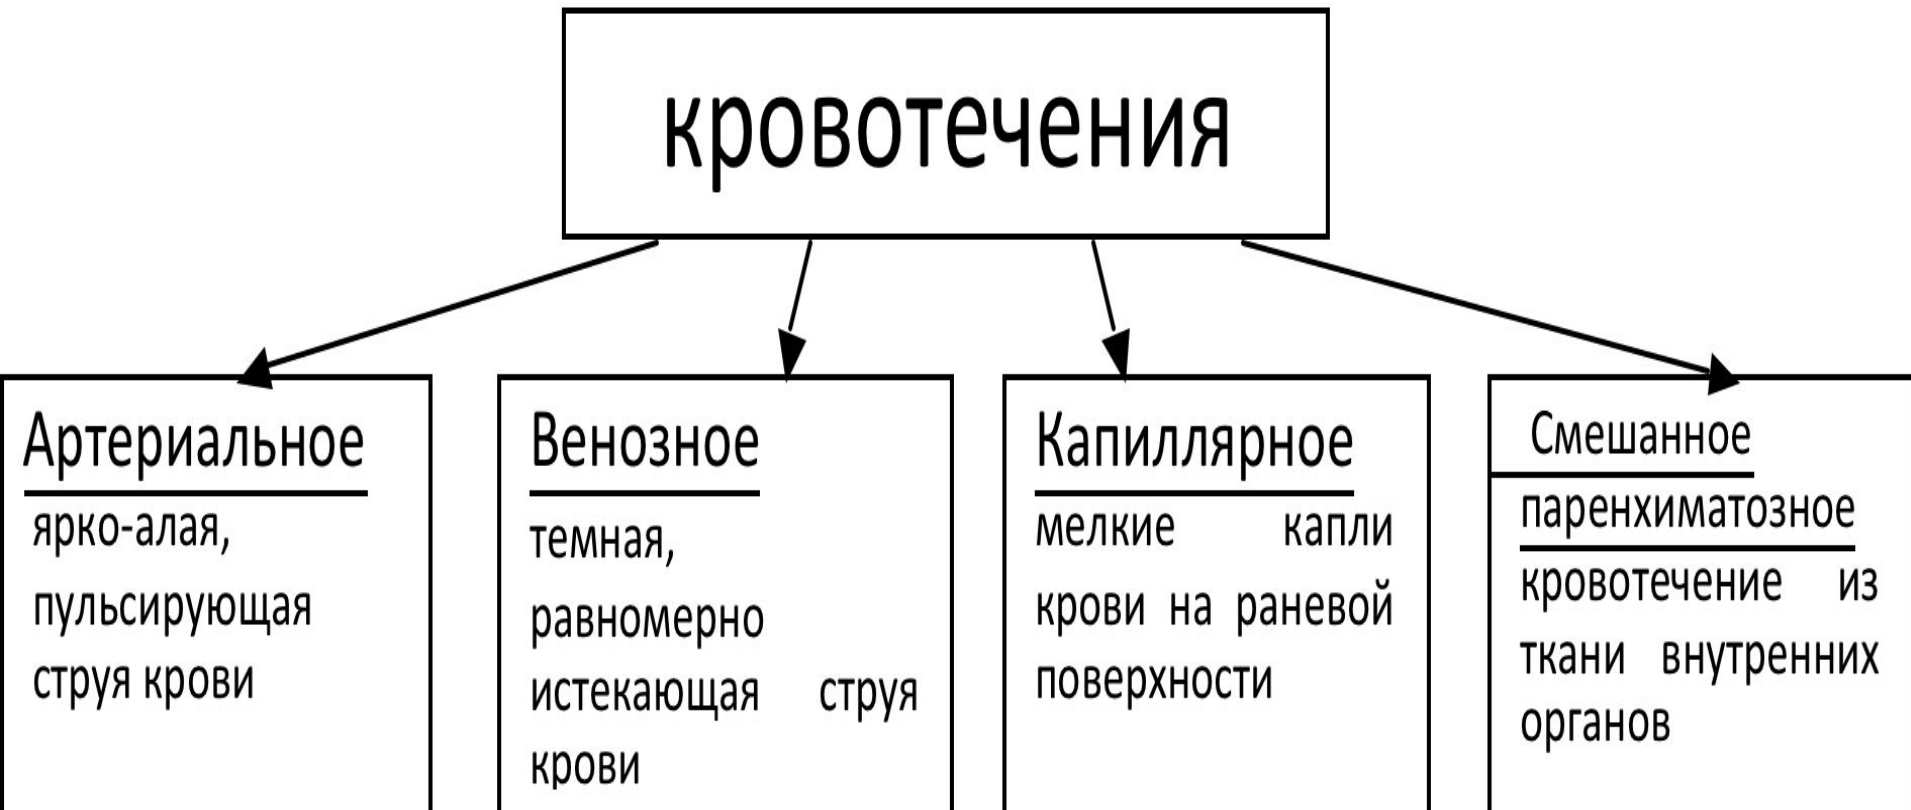 кровотечения
Артериальное
ярко-алая,
пульсирующая
струя крови
Венозное
темная,
равномерно
истекающая струя
крови
Капиллярное
мелкие капли
крови на раневой
поверхности
Смешанное
паренхиматозное
кровотечение из
ткани внутренних
органов